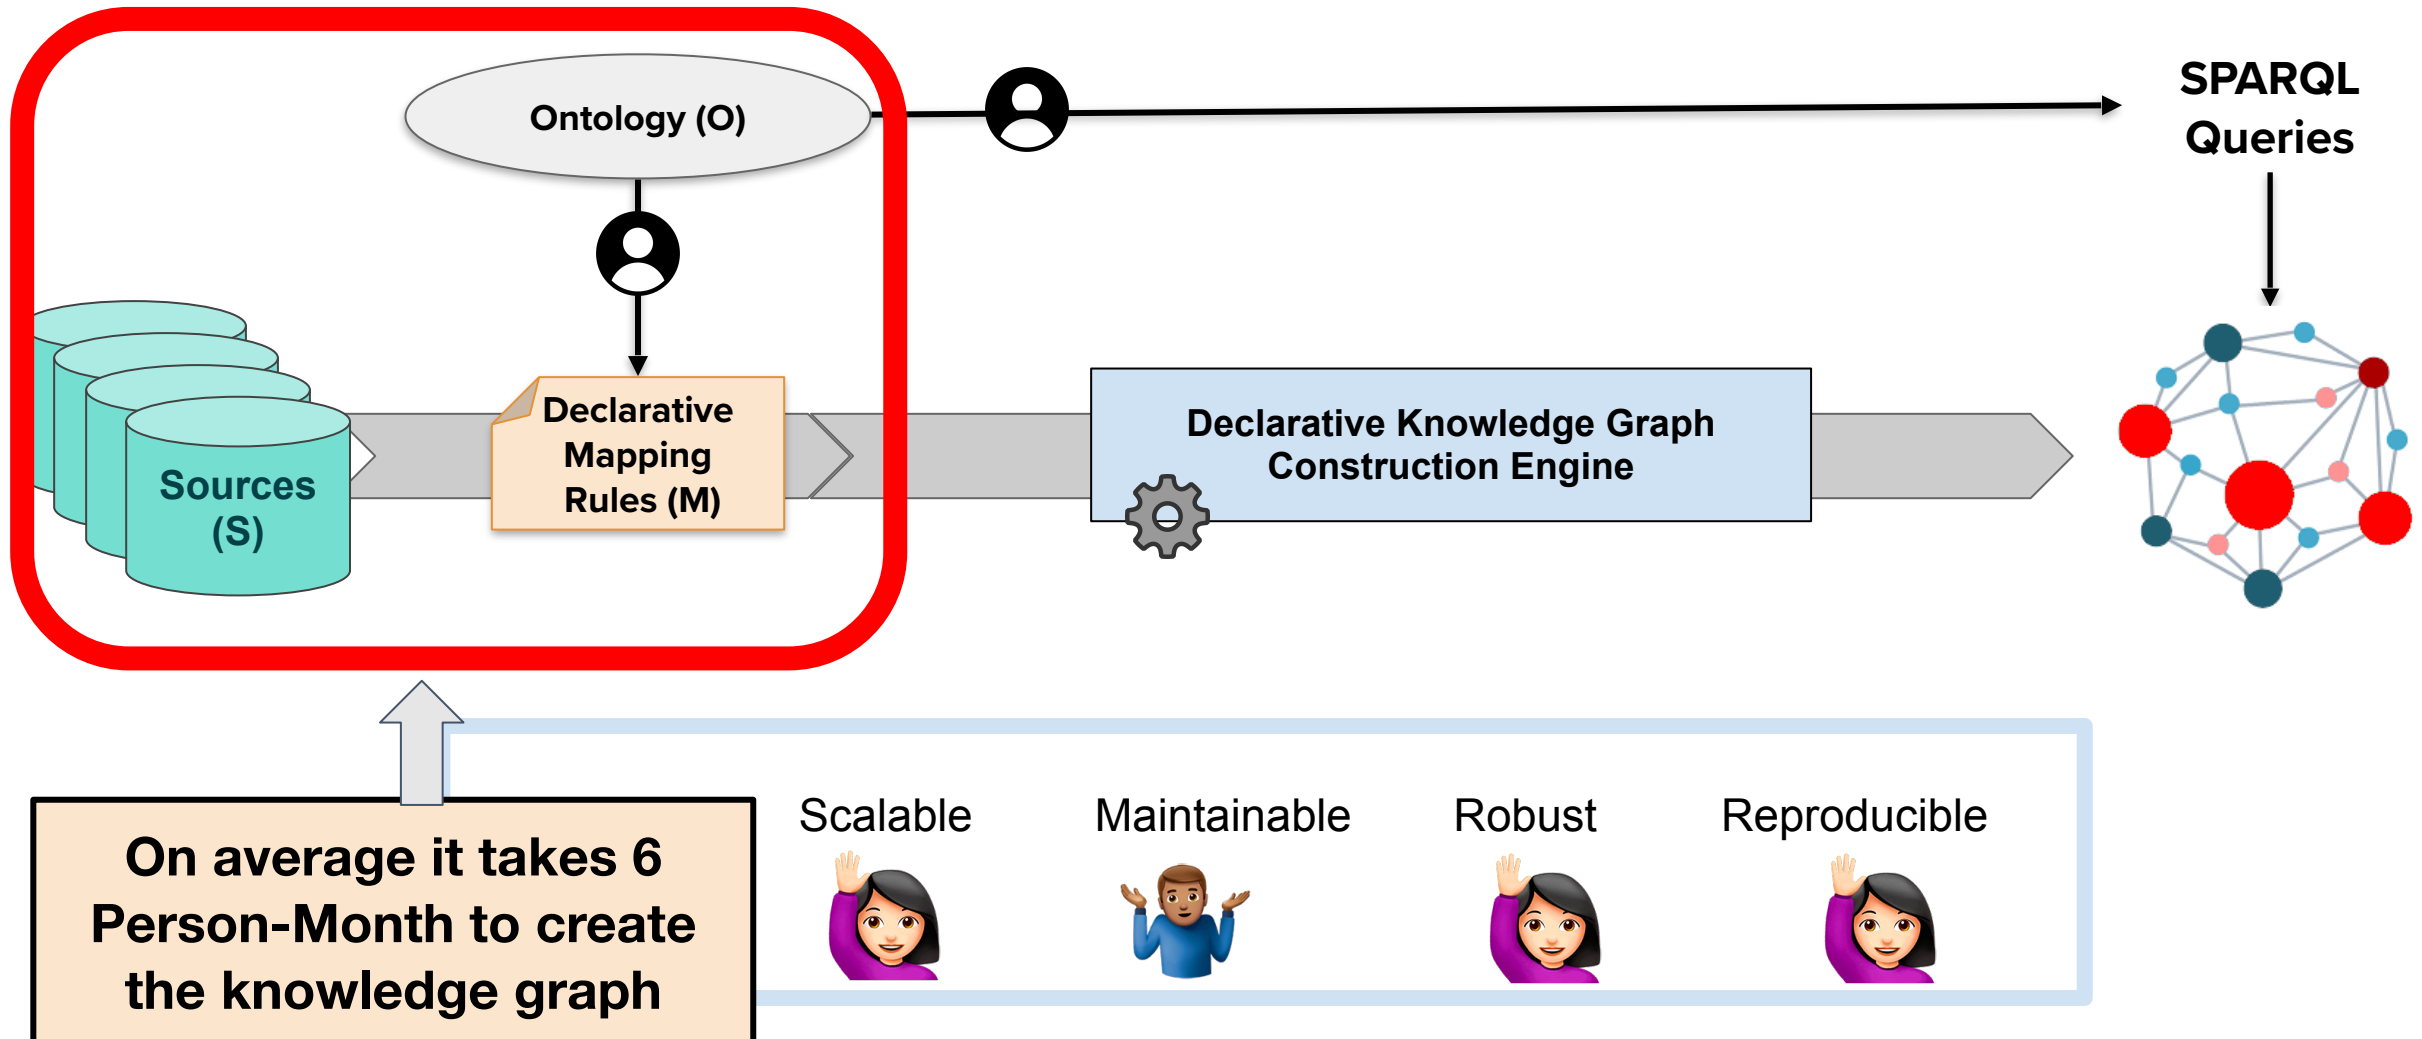 Ontology (O)
SPARQL
Queries
Declarative
Mapping
Rules (M)
Sources
(S)
Declarative Knowledge Graph
Construction Engine
Scalable
Maintainable
Robust
Reproducible
On average it takes 6
Person-Month to create
the knowledge graph